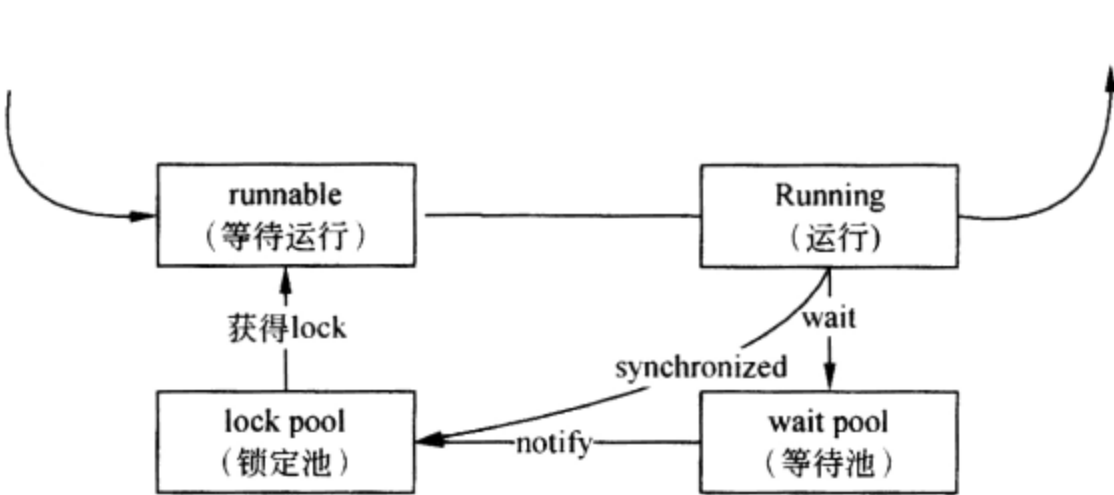 runnable
（等待运行）
Running
（运行)
获得lock
wait
synchronized
lock pool
（锁定池）
notify
wait pool
（等待池）